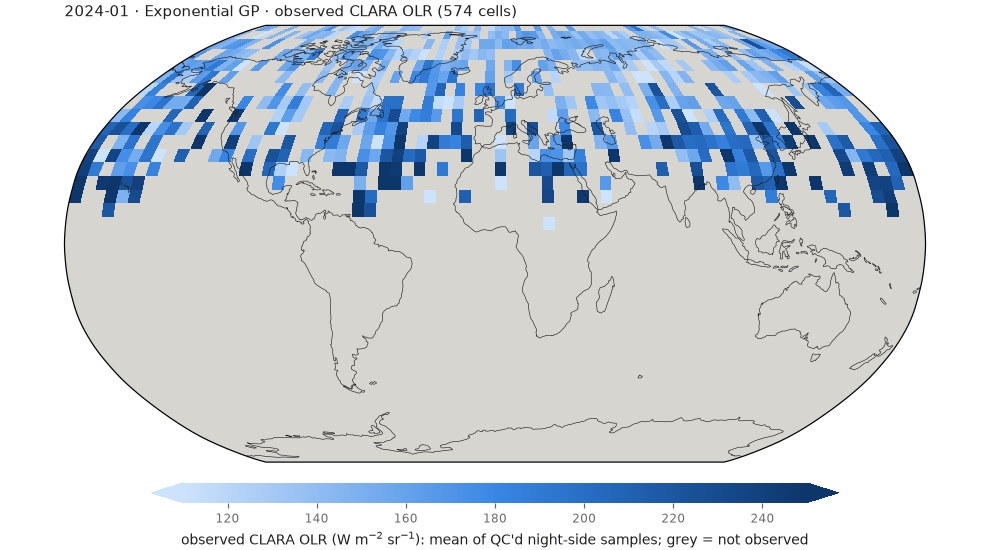 2024-01 · Exponential GP · observed CLARA OLR (574 cells)
120 140 160 180 200 220 240
observed CLARA OLR (W m⁻² sr⁻¹): mean of QC'd night-side samples; grey = not observed